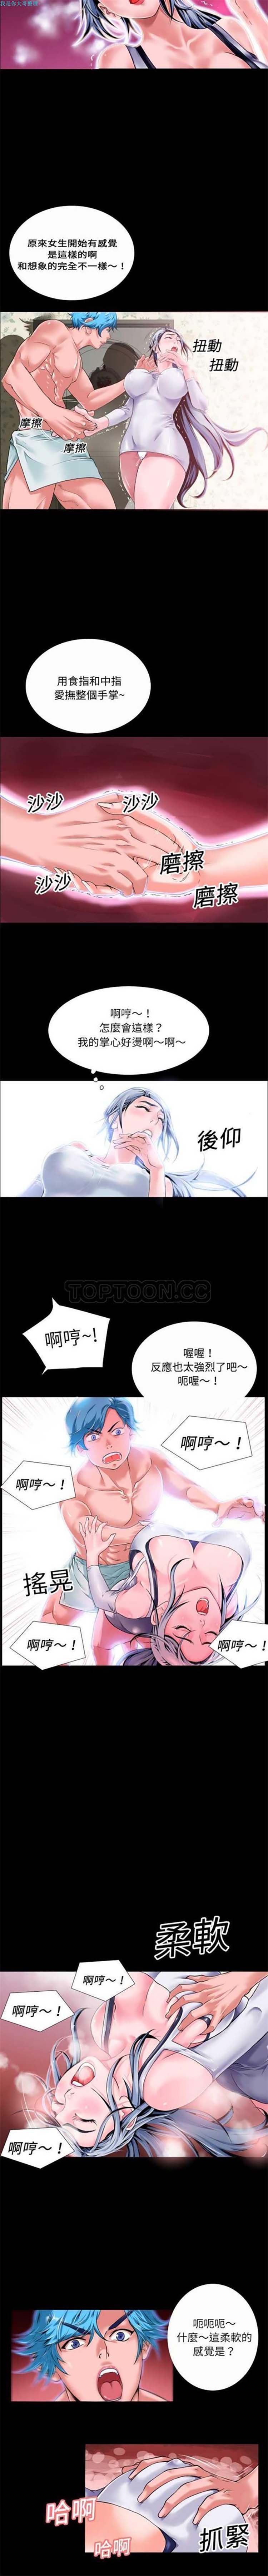 原來女生開始有感覺
是這樣的啊
和想象的完全不一樣～！
扭動
扭動
摩擦
摩擦
用食指和中指
愛撫整個手掌~
沙沙
沙沙
沙沙
磨擦
磨擦
啊哼～！
怎麼會這樣？
我的掌心好燙啊～啊～
後仰
TOPTOON.CC
啊哼~!
喔喔！
反應也太強烈了吧～
呃喔～！
啊哼～！
啊哼～！
搖晃
啊哼～！
啊哼～！
柔軟
啊哼～！
啊哼～！
啊哼～！
呃呃呃～
什麼～這柔軟的
感覺是？
哈啊
哈啊
抓緊